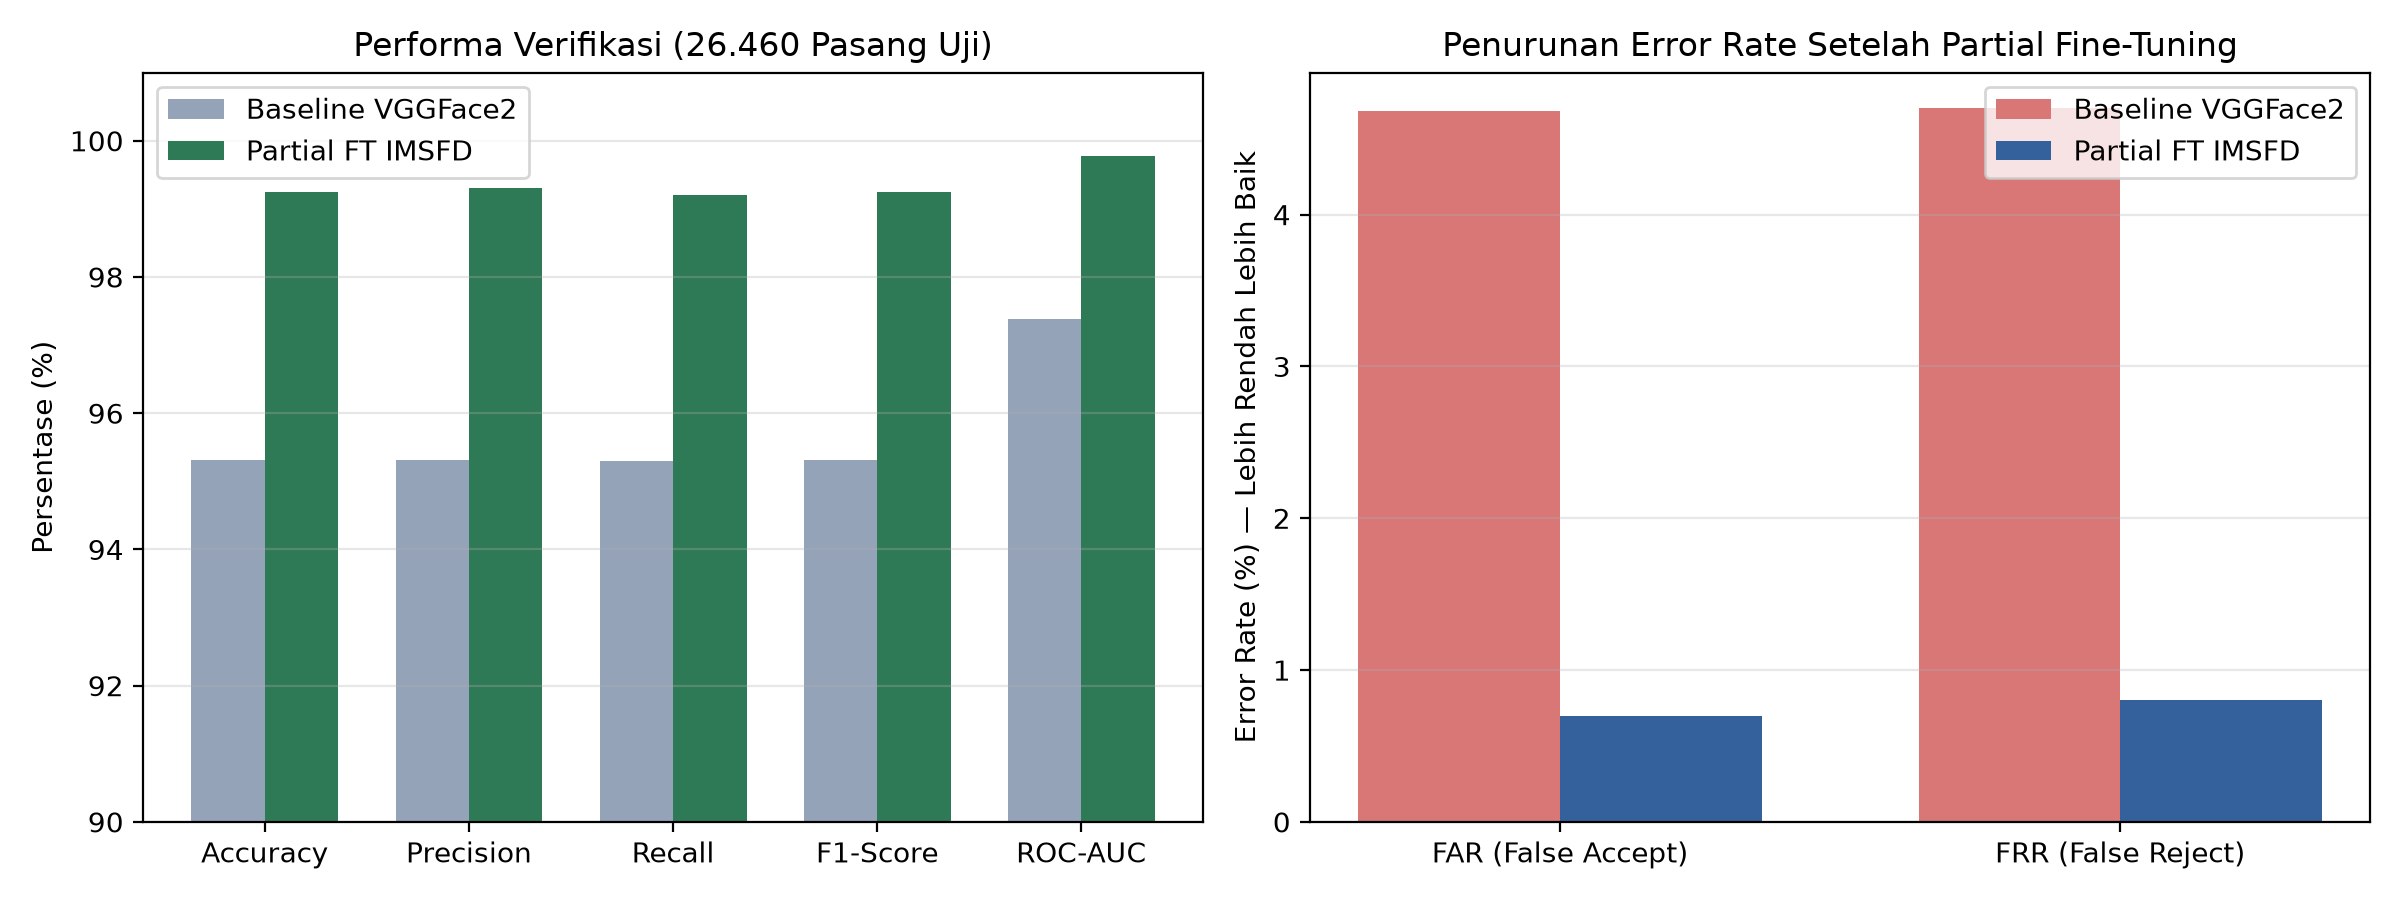 Performa Verifikasi (26.460 Pasang Uji)
Baseline VGGFace2
Partial FT IMSFD
Persentase (%)
100
98
96
94
92
90
Accuracy
Precision
Recall
F1-Score
ROC-AUC
Penurunan Error Rate Setelah Partial Fine-Tuning
Baseline VGGFace2
Partial FT IMSFD
Error Rate (%) — Lebih Rendah Lebih Baik
4
3
2
1
0
FAR (False Accept)
FRR (False Reject)